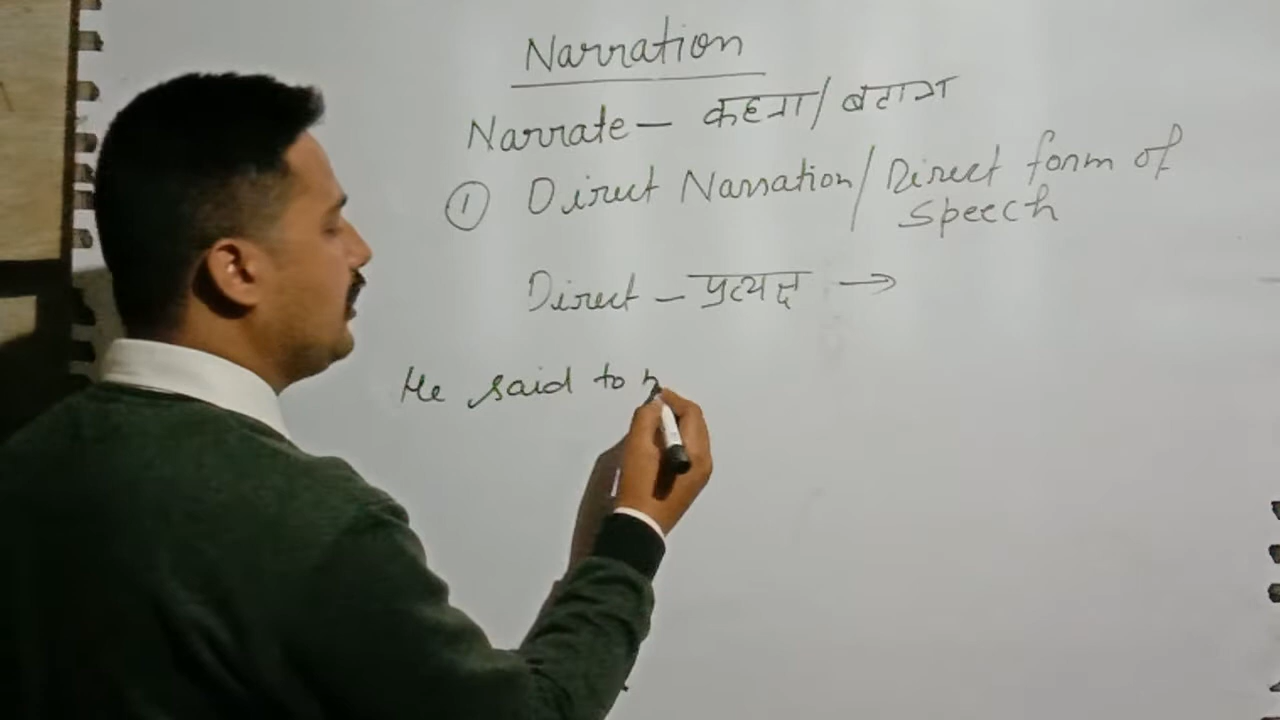 Narration
Narrate — कहना / बताना
① Direct Narration / Direct form of
speech
Direct — प्रत्यक्ष →
He said to